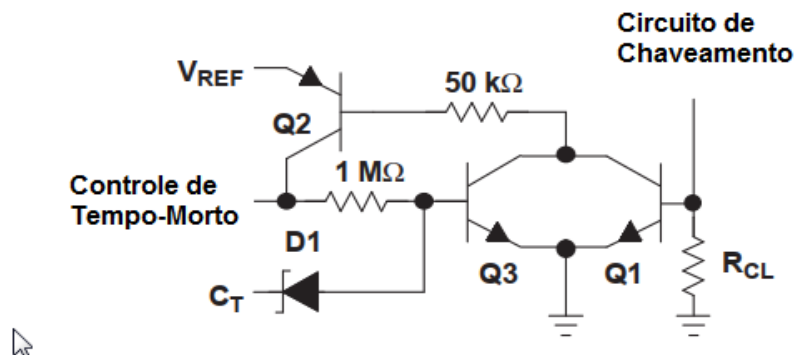 Circuito de
Chaveamento
VREF
50 kΩ
Q2
1 MΩ
Controle de
Tempo-Morto
D1
Q3
Q1
RCL
CT